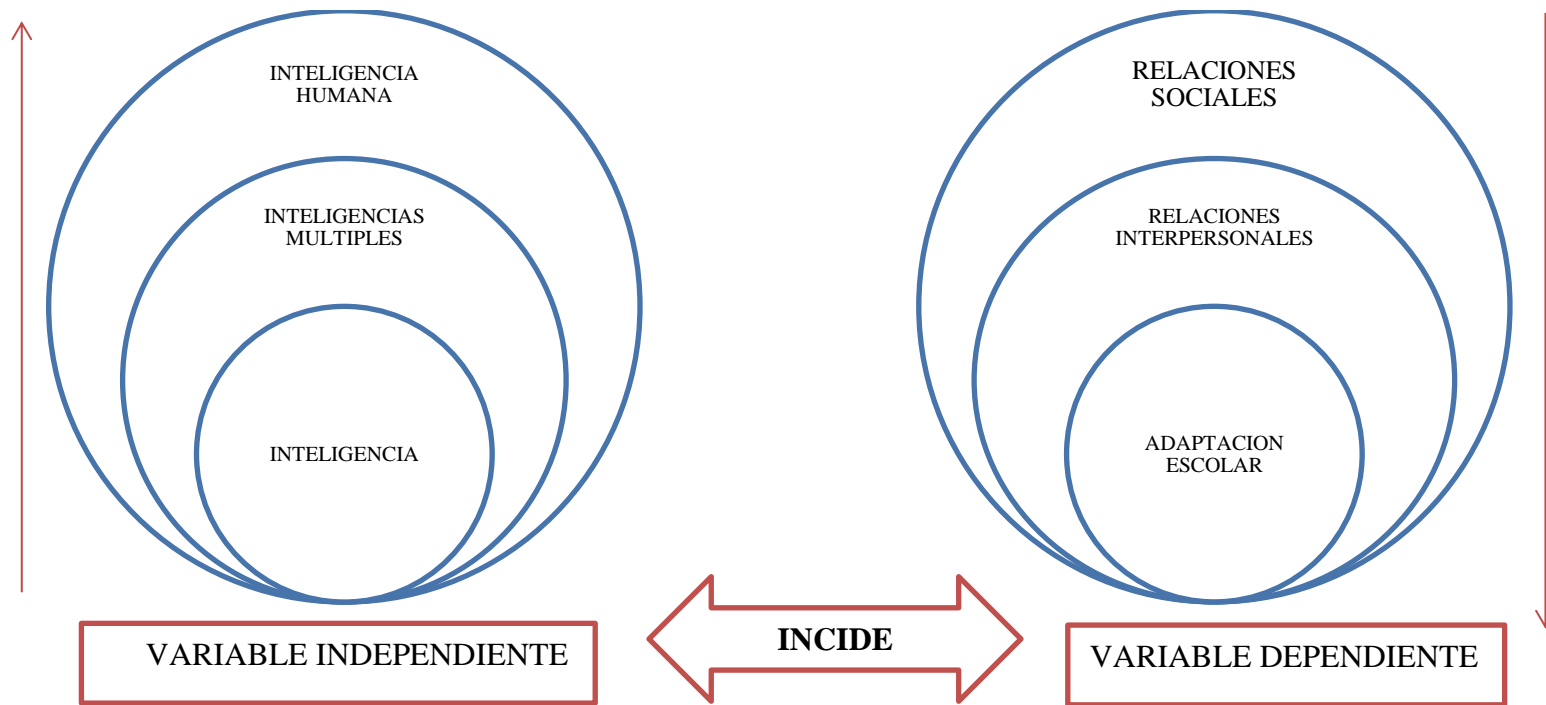 INTELIGENCIA
HUMANA
INTELIGENCIAS
MULTIPLES
INTELIGENCIA
RELACIONES
SOCIALES
RELACIONES
INTERPERSONALES
ADAPTACION
ESCOLAR
VARIABLE INDEPENDIENTE
INCIDE
VARIABLE DEPENDIENTE